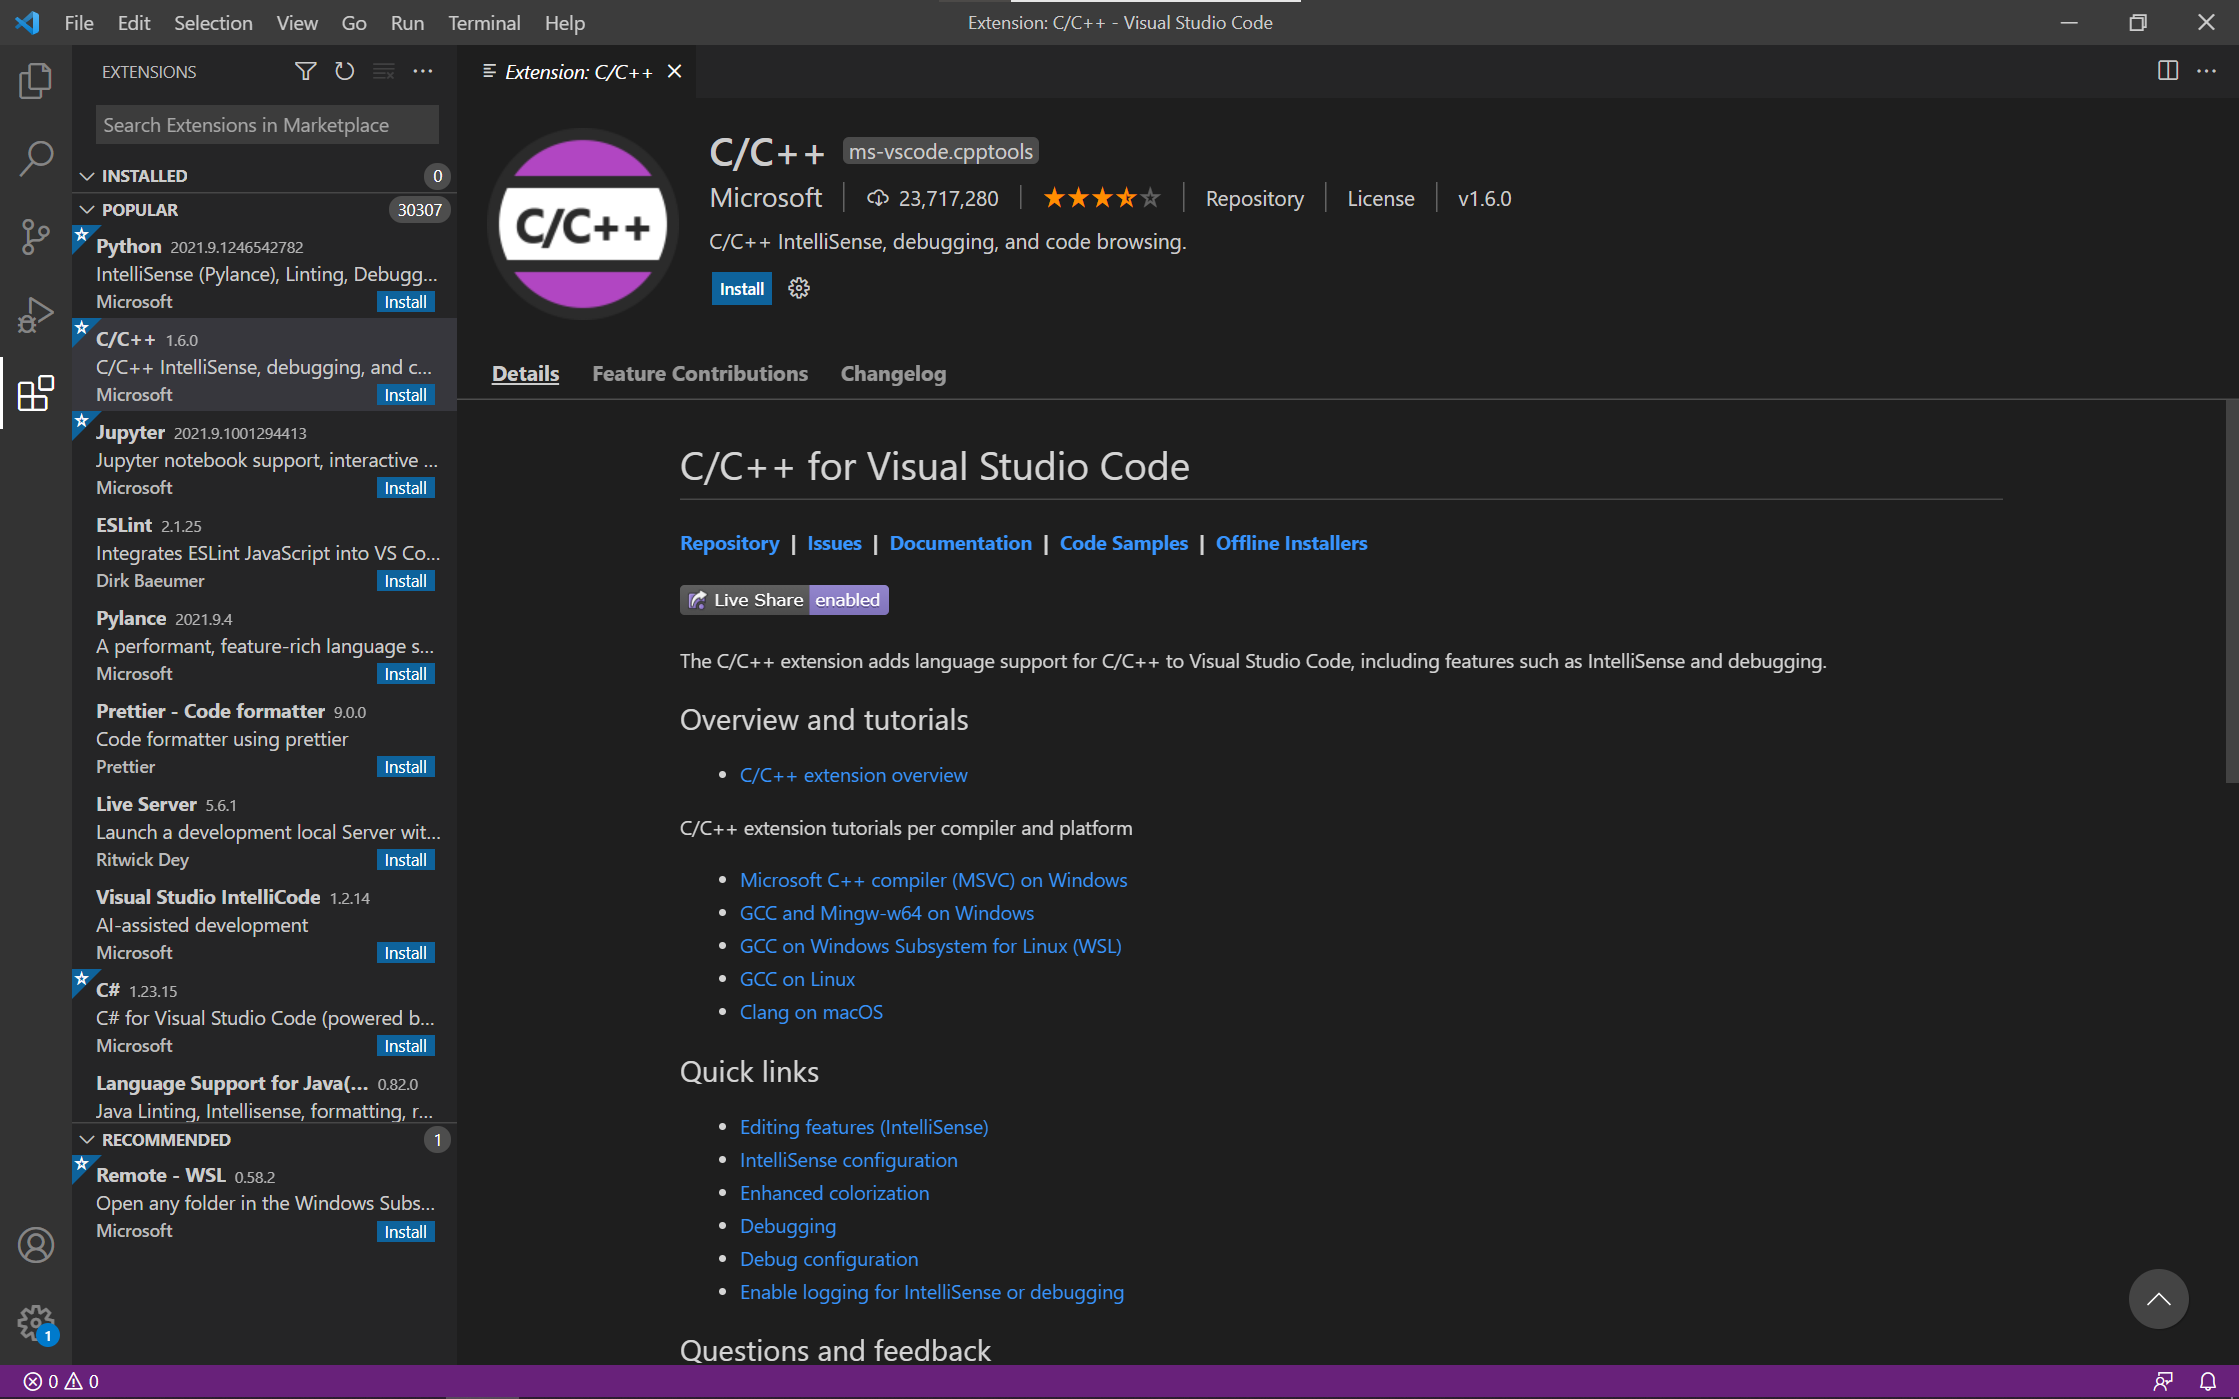 File Edit Selection View Go Run Terminal Help
Extension: C/C++ - Visual Studio Code
EXTENSIONS
Extension: C/C++
Search Extensions in Marketplace
INSTALLED 0
POPULAR 30307
Python 2021.9.1246542782
IntelliSense (Pylance), Linting, Debugg...
Microsoft Install
C/C++ 1.6.0
C/C++ IntelliSense, debugging, and c...
Microsoft Install
Jupyter 2021.9.1001294413
Jupyter notebook support, interactive ...
Microsoft Install
ESLint 2.1.25
Integrates ESLint JavaScript into VS Co...
Dirk Baeumer Install
Pylance 2021.9.4
A performant, feature-rich language s...
Microsoft Install
Prettier - Code formatter 9.0.0
Code formatter using prettier
Prettier Install
Live Server 5.6.1
Launch a development local Server wit...
Ritwick Dey Install
Visual Studio IntelliCode 1.2.14
AI-assisted development
Microsoft Install
C# 1.23.15
C# for Visual Studio Code (powered b...
Microsoft Install
Language Support for Java(... 0.82.0
Java Linting, Intellisense, formatting, r...
RECOMMENDED 1
Remote - WSL 0.58.2
Open any folder in the Windows Subs...
Microsoft Install
1
C/C++
C/C++ ms-vscode.cpptools
Microsoft 23,717,280 Repository License v1.6.0
C/C++ IntelliSense, debugging, and code browsing.
Install
Details Feature Contributions Changelog
C/C++ for Visual Studio Code
Repository | Issues | Documentation | Code Samples | Offline Installers
Live Share enabled
The C/C++ extension adds language support for C/C++ to Visual Studio Code, including features such as IntelliSense and debugging.
Overview and tutorials
• C/C++ extension overview
C/C++ extension tutorials per compiler and platform
• Microsoft C++ compiler (MSVC) on Windows
• GCC and Mingw-w64 on Windows
• GCC on Windows Subsystem for Linux (WSL)
• GCC on Linux
• Clang on macOS
Quick links
• Editing features (IntelliSense)
• IntelliSense configuration
• Enhanced colorization
• Debugging
• Debug configuration
• Enable logging for IntelliSense or debugging
Questions and feedback
0 0